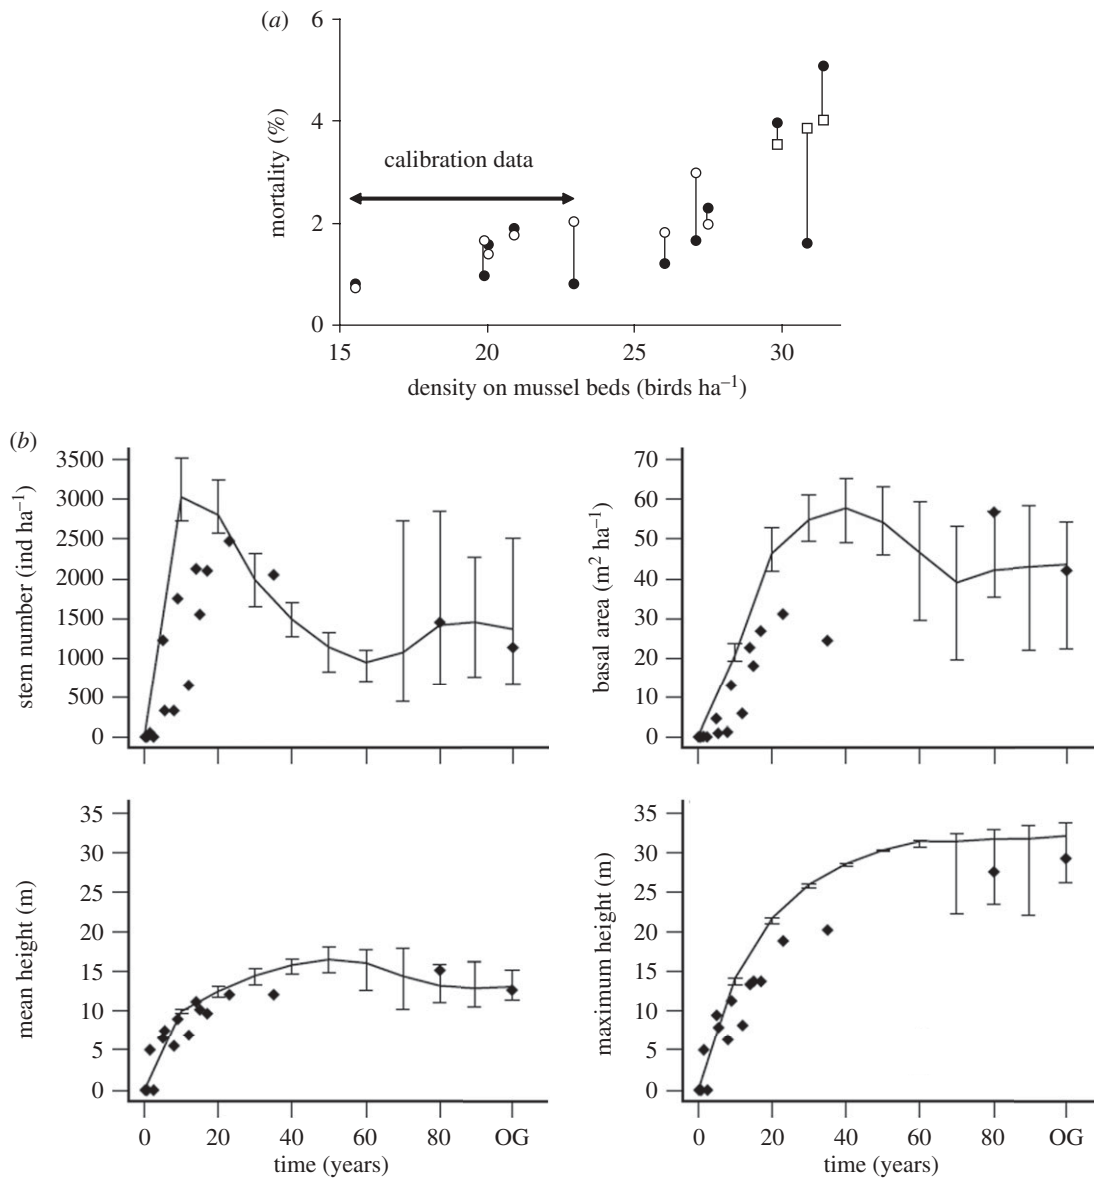 (a)
6
4
2
0
mortality (%)
calibration data
15 20 25 30
density on mussel beds (birds ha⁻¹)
(b)
3500
3000
2500
2000
1500
1000
500
0
stem number (ind ha⁻¹)
70
60
50
40
30
20
10
0
basal area (m² ha⁻¹)
35
30
25
20
15
10
5
0
mean height (m)
0 20 40 60 80 OG
time (years)
35
30
25
20
15
10
5
0
maximum height (m)
0 20 40 60 80 OG
time (years)